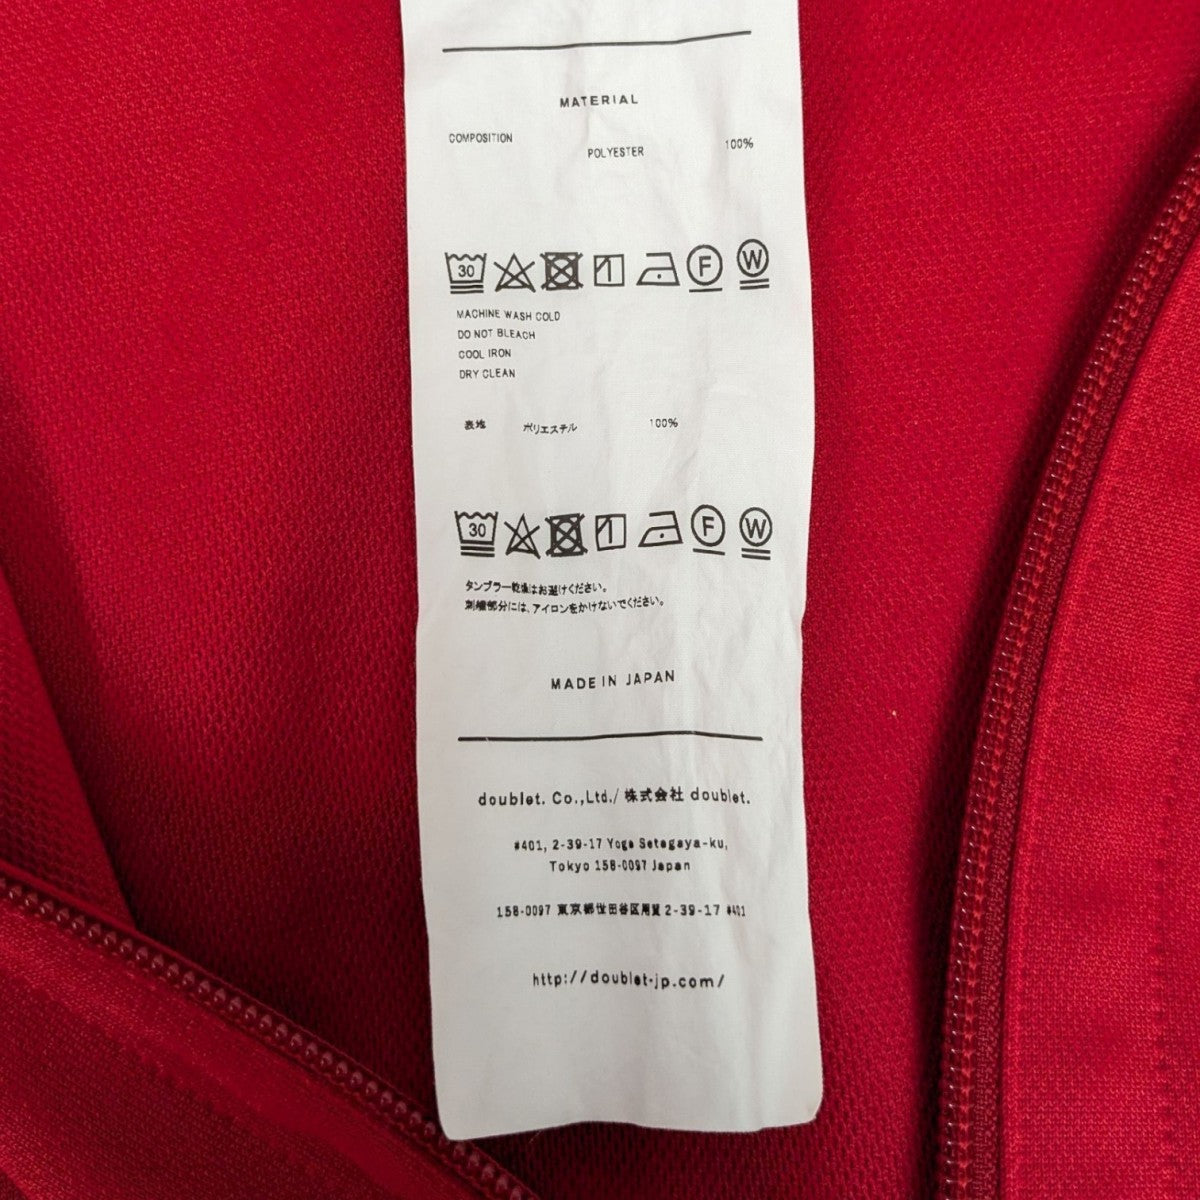 MATERIAL
COMPOSITION POLYESTER 100%
30 F W
MACHINE WASH COLD
DO NOT BLEACH
COOL IRON
DRY CLEAN
表地 ポリエステル 100%
30 F W
タンブラー乾燥はお避けください。
刺繍部分には、アイロンをかけないでください。
MADE IN JAPAN
doublet. Co.,Ltd./ 株式会社 doublet.
#401, 2-39-17 Yoga Setagaya-ku,
Tokyo 158-0097 Japan
158-0097 東京都世田谷区用賀 2-39-17 #401
http://doublet-jp.com/